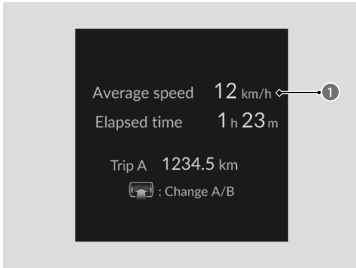 Average speed 12 km/h 1
Elapsed time 1 h 23 m
Trip A 1234.5 km
: Change A/B